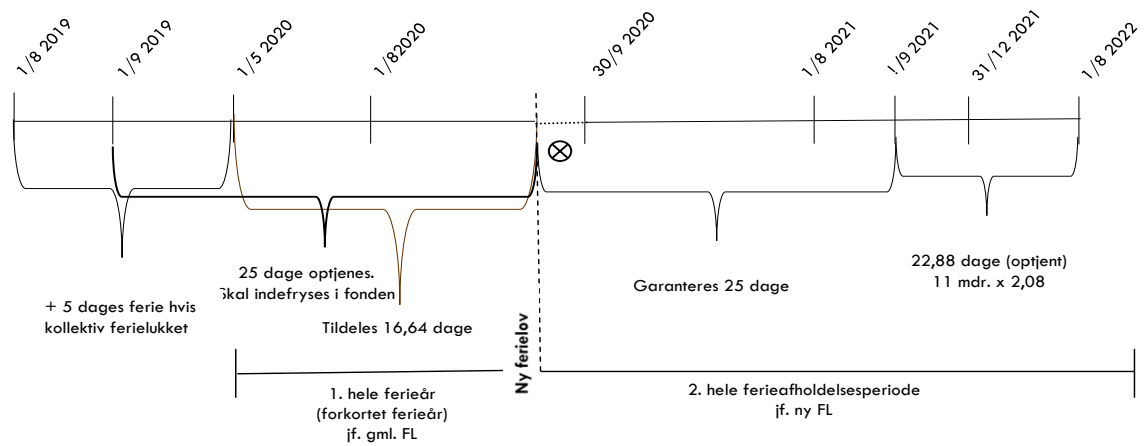 1/8 2019
1/9 2019
1/5 2020
1/82020
30/9 2020
1/8 2021
1/9 2021
31/12 2021
1/8 2022
+ 5 dages ferie hvis
kollektiv ferielukket
25 dage optjenes.
Skal indefryses i fonden
Tildeles 16,64 dage
Garanteres 25 dage
22,88 dage (optjent)
11 mdr. x 2,08
Ny ferielov
1. hele ferieår
(forkortet ferieår)
jf. gml. FL
2. hele ferieafholdelsesperiode
jf. ny FL